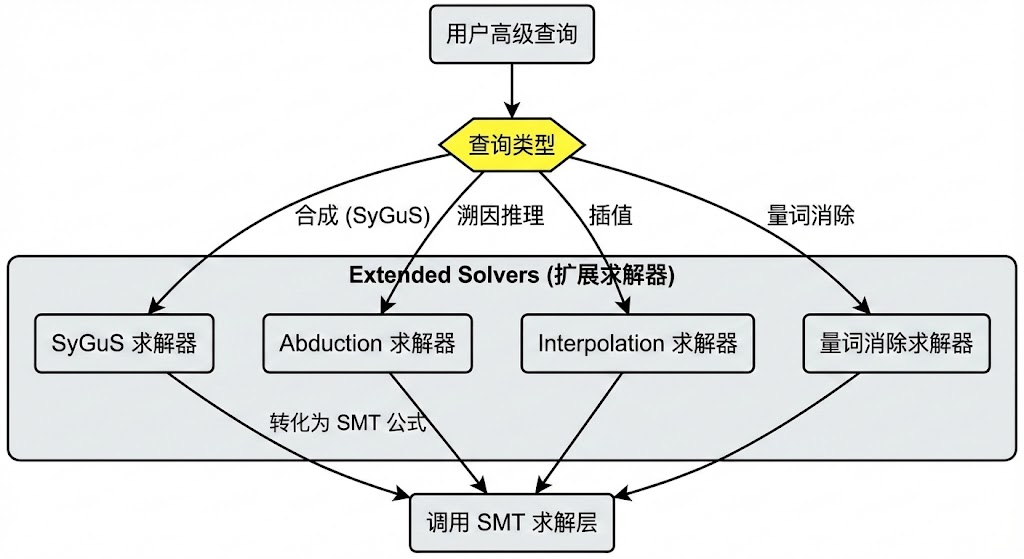 用户高级查询
查询类型
合成 (SyGuS)
溯因推理
插值
量词消除
Extended Solvers (扩展求解器)
SyGuS 求解器
Abduction 求解器
Interpolation 求解器
量词消除求解器
转化为 SMT 公式
调用 SMT 求解层